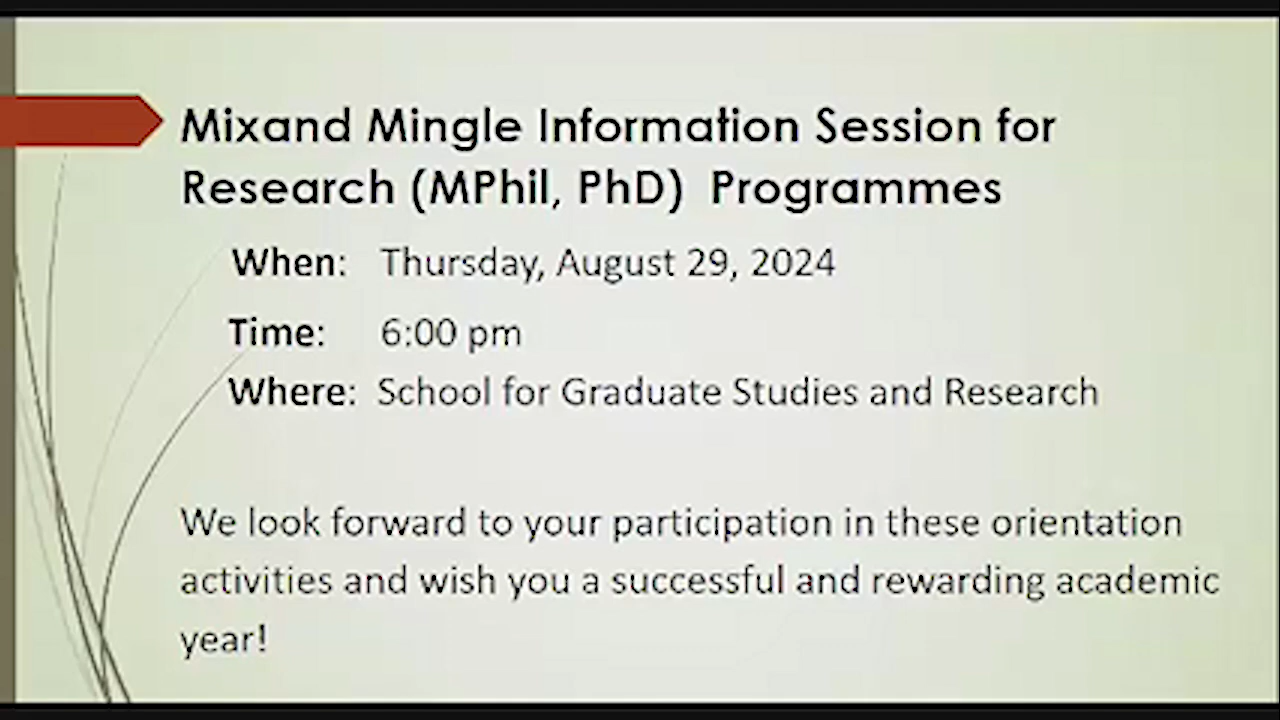 Mixand Mingle Information Session for
Research (MPhil, PhD) Programmes
When: Thursday, August 29, 2024
Time: 6:00 pm
Where: School for Graduate Studies and Research
We look forward to your participation in these orientation
activities and wish you a successful and rewarding academic
year!